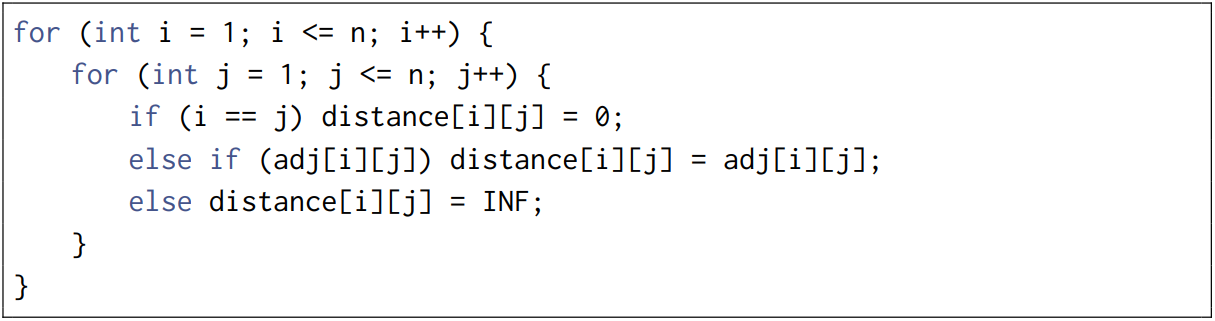 for (int i = 1; i <= n; i++) {
    for (int j = 1; j <= n; j++) {
        if (i == j) distance[i][j] = 0;
        else if (adj[i][j]) distance[i][j] = adj[i][j];
        else distance[i][j] = INF;
    }
}